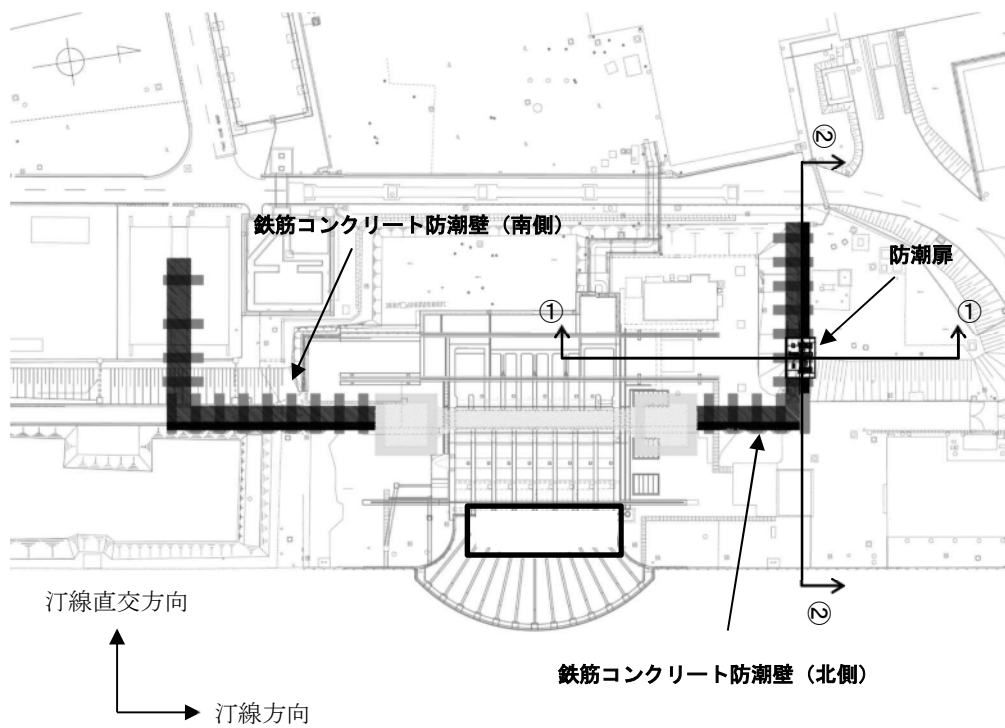 ②
鉄筋コンクリート防潮壁（南側）
防潮扉
①
①
②
汀線直交方向
鉄筋コンクリート防潮壁（北側）
汀線方向